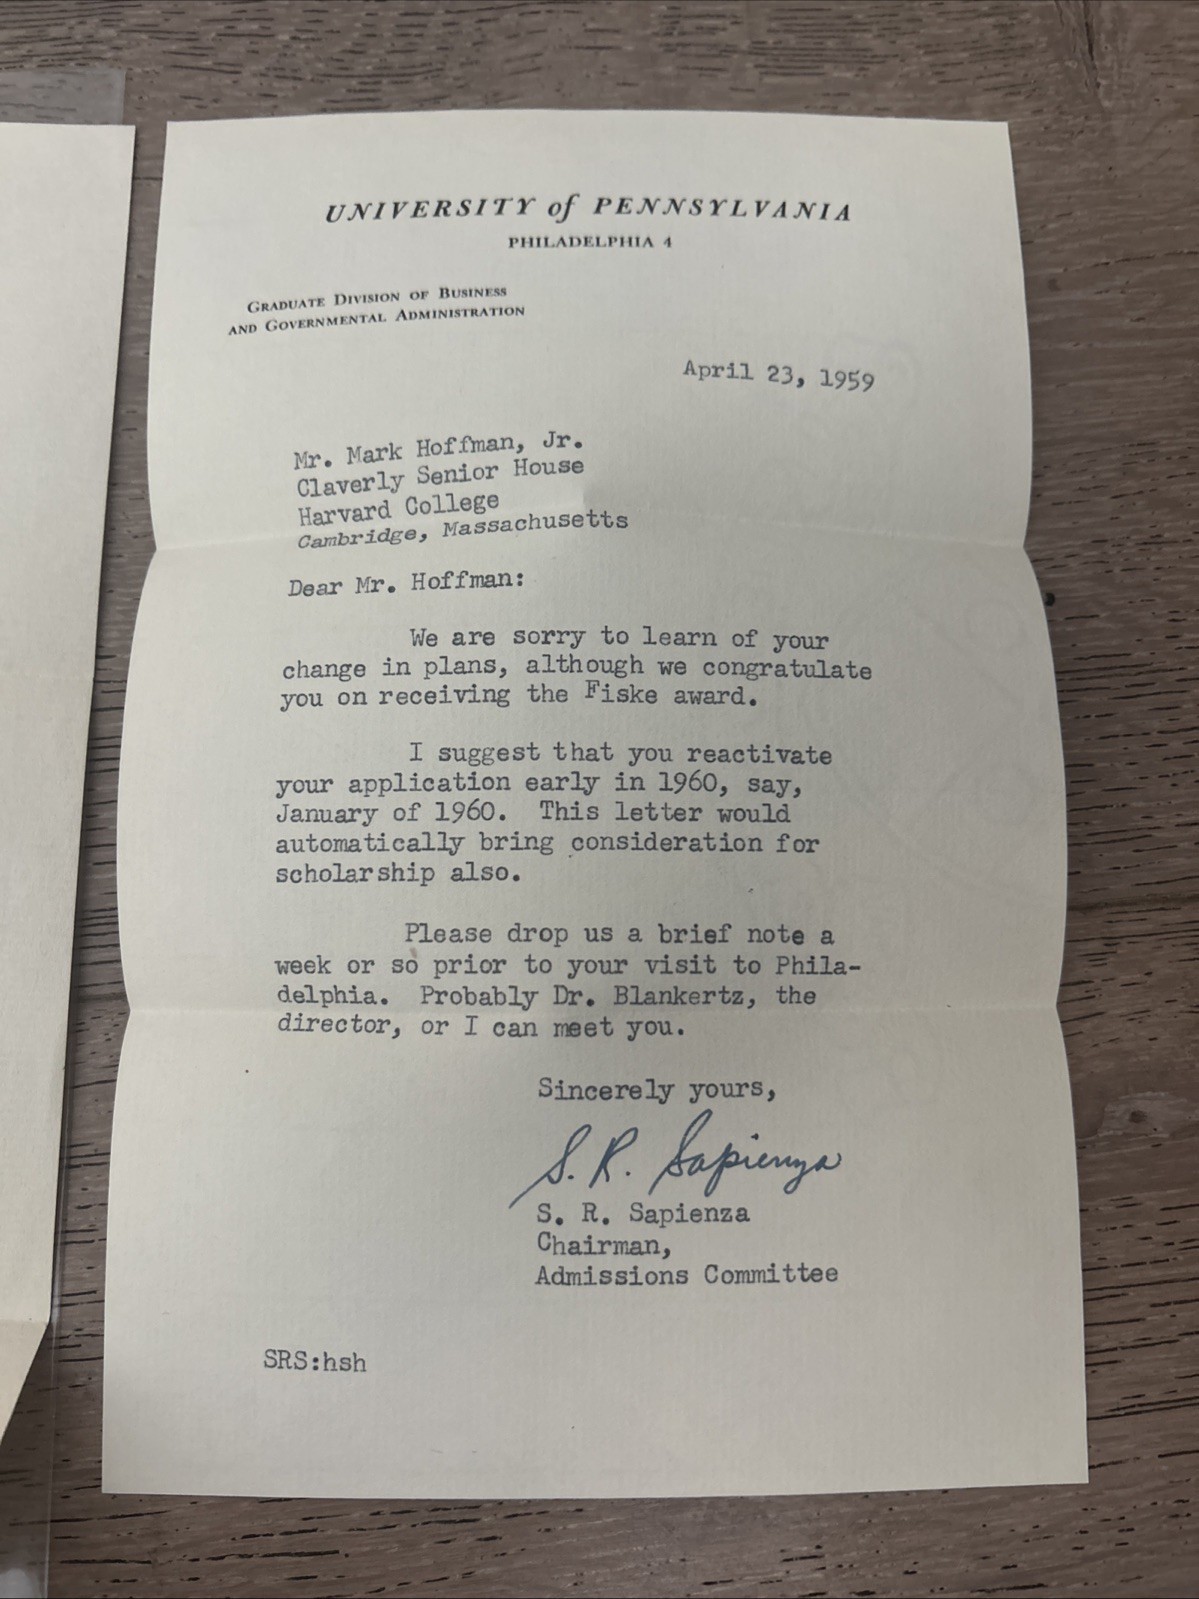 UNIVERSITY of PENNSYLVANIA
PHILADELPHIA 4
GRADUATE DIVISION OF BUSINESS
AND GOVERNMENTAL ADMINISTRATION
April 23, 1959
Mr. Mark Hoffman, Jr.
Claverly Senior House
Harvard College
Cambridge, Massachusetts
Dear Mr. Hoffman:
We are sorry to learn of your
change in plans, although we congratulate
you on receiving the Fiske award.
I suggest that you reactivate
your application early in 1960, say,
January of 1960. This letter would
automatically bring consideration for
scholarship also.
Please drop us a brief note a
week or so prior to your visit to Phila-
delphia. Probably Dr. Blankertz, the
director, or I can meet you.
Sincerely yours,
S. R. Sapienza
S. R. Sapienza
Chairman,
Admissions Committee
SRS:hsh